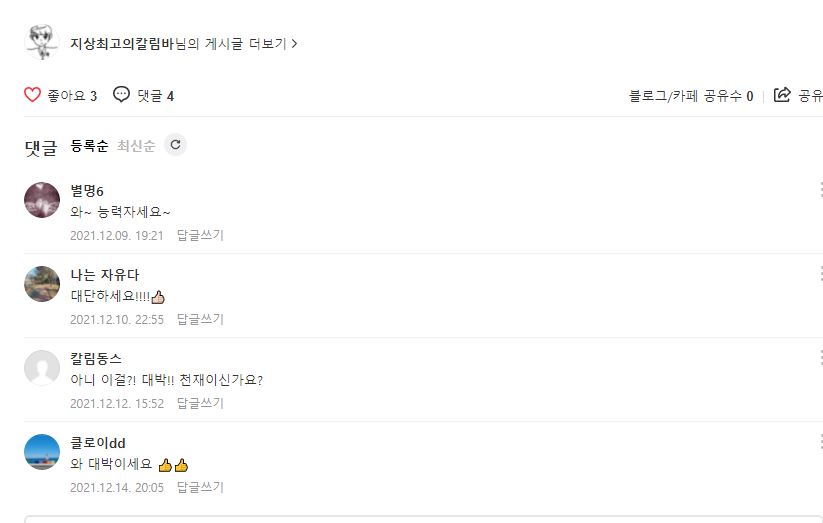 지상최고의칼림바님의 게시글 더보기 >
좋아요 3 댓글 4 블로그/카페 공유수 0 공유
댓글 등록순 최신순
별명6
와~ 능력자세요~
2021.12.09. 19:21 답글쓰기
나는 자유다
대단하세요!!!!👍🏻
2021.12.10. 22:55 답글쓰기
칼림동스
아니 이걸?! 대박!! 천재이신가요?
2021.12.12. 15:52 답글쓰기
클로이dd
와 대박이세요 👍👍
2021.12.14. 20:05 답글쓰기